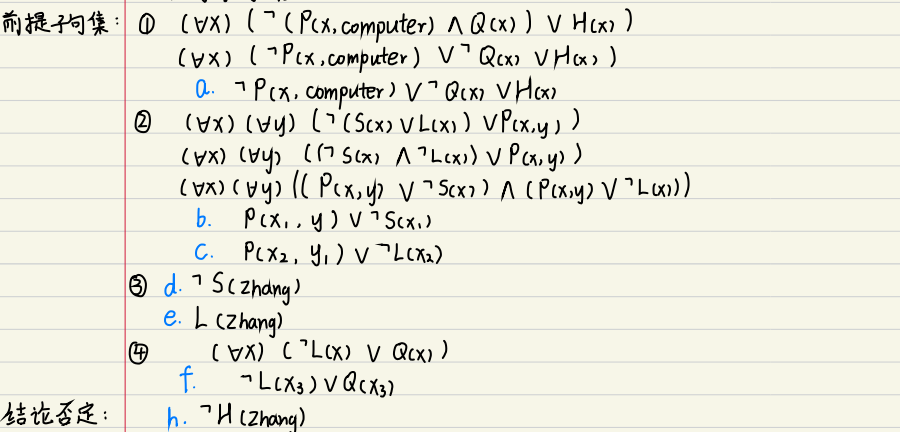 前提子句集: ① (∀x) (¬(P(x,computer) ∧ Q(x)) ∨ H(x))
(∀x) (¬P(x,computer) ∨ ¬Q(x) ∨ H(x))
a. ¬P(x,computer) ∨ ¬Q(x) ∨ H(x)
② (∀x) (∀y) (¬(S(x) ∨ L(x)) ∨ P(x,y))
(∀x) (∀y) ((¬S(x) ∧ ¬L(x)) ∨ P(x,y))
(∀x) (∀y) ((P(x,y) ∨ ¬S(x)) ∧ (P(x,y) ∨ ¬L(x)))
b. P(x₁, y) ∨ ¬S(x₁)
c. P(x₂, y₁) ∨ ¬L(x₂)
③ d. ¬S(zhang)
e. L(zhang)
④ (∀x) (¬L(x) ∨ Q(x))
f. ¬L(x₃) ∨ Q(x₃)
结论否定: h. ¬H(zhang)